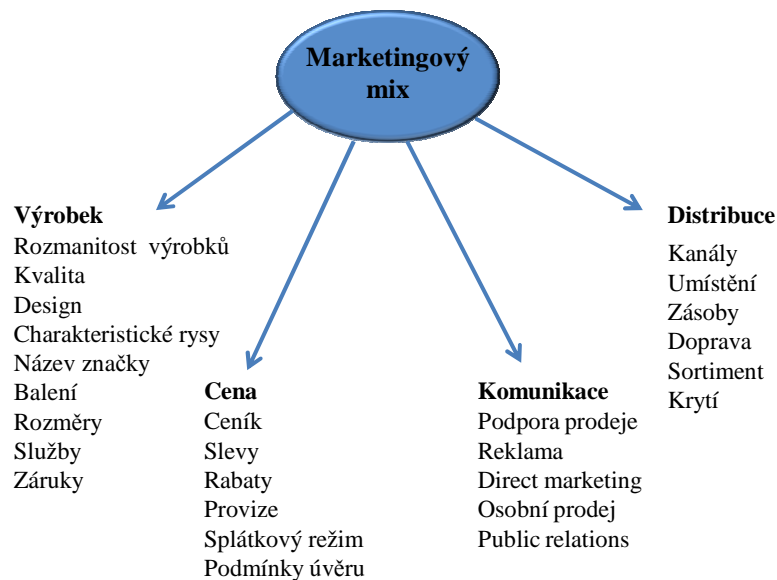 Marketingový
mix
Výrobek
Rozmanitost výrobků
Kvalita
Design
Charakteristické rysy
Název značky
Balení
Rozměry
Služby
Záruky
Cena
Ceník
Slevy
Rabaty
Provize
Splátkový režim
Podmínky úvěru
Komunikace
Podpora prodeje
Reklama
Direct marketing
Osobní prodej
Public relations
Distribuce
Kanály
Umístění
Zásoby
Doprava
Sortiment
Krytí